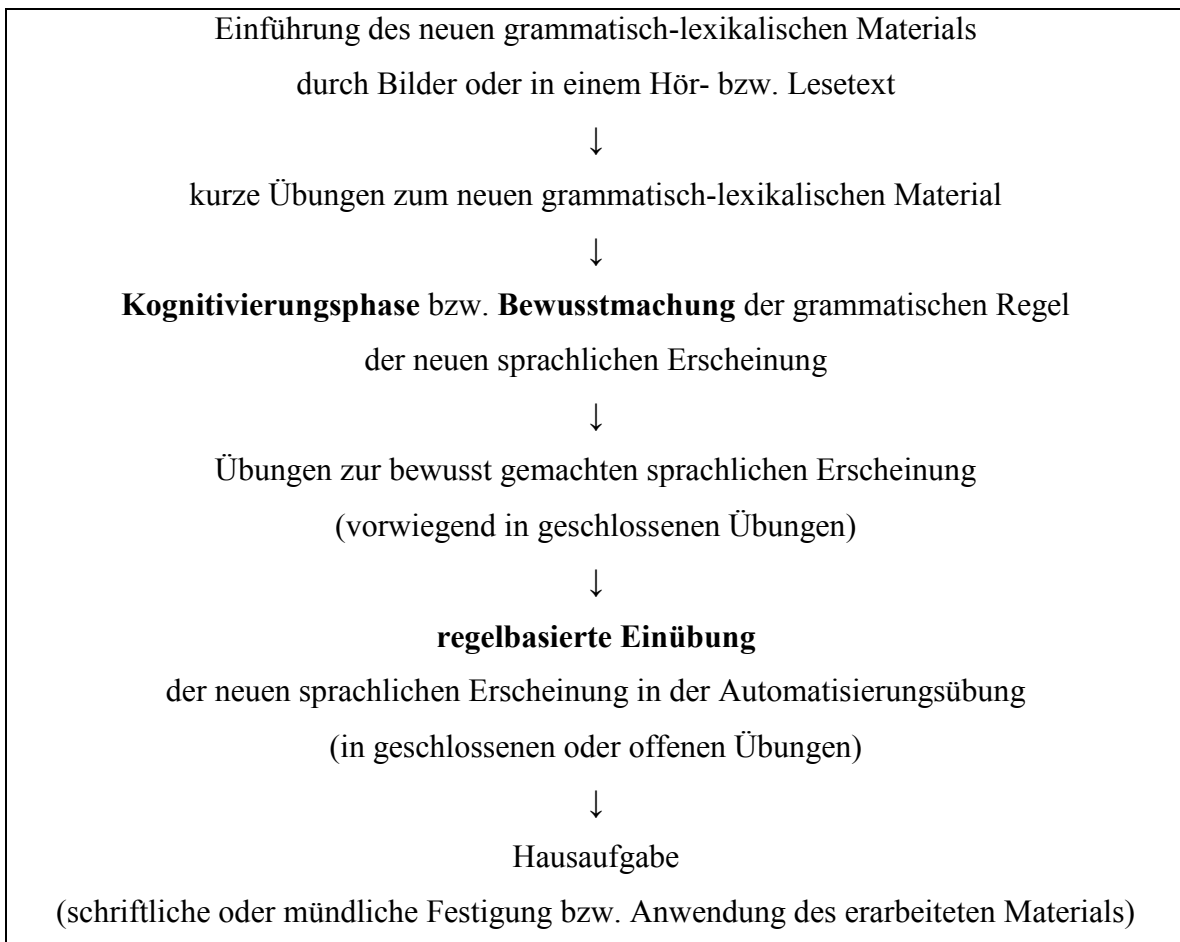 Einführung des neuen grammatisch-lexikalischen Materials
durch Bilder oder in einem Hör- bzw. Lesetext
↓
kurze Übungen zum neuen grammatisch-lexikalischen Material
↓
Kognitivierungsphase bzw. Bewusstmachung der grammatischen Regel
der neuen sprachlichen Erscheinung
↓
Übungen zur bewusst gemachten sprachlichen Erscheinung
(vorwiegend in geschlossenen Übungen)
↓
regelbasierte Einübung
der neuen sprachlichen Erscheinung in der Automatisierungsübung
(in geschlossenen oder offenen Übungen)
↓
Hausaufgabe
(schriftliche oder mündliche Festigung bzw. Anwendung des erarbeiteten Materials)